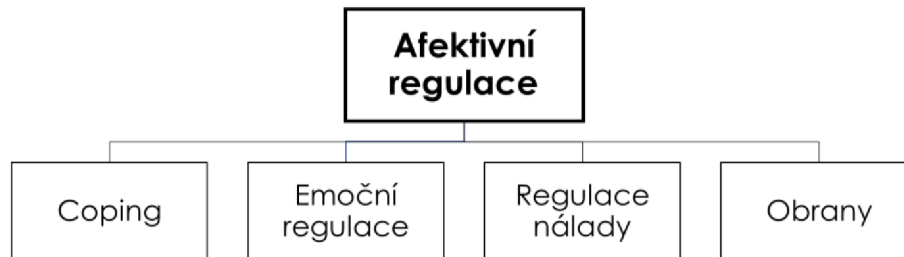 Afektivní
regulace
Coping
Emoční
regulace
Regulace
nálady
Obrany